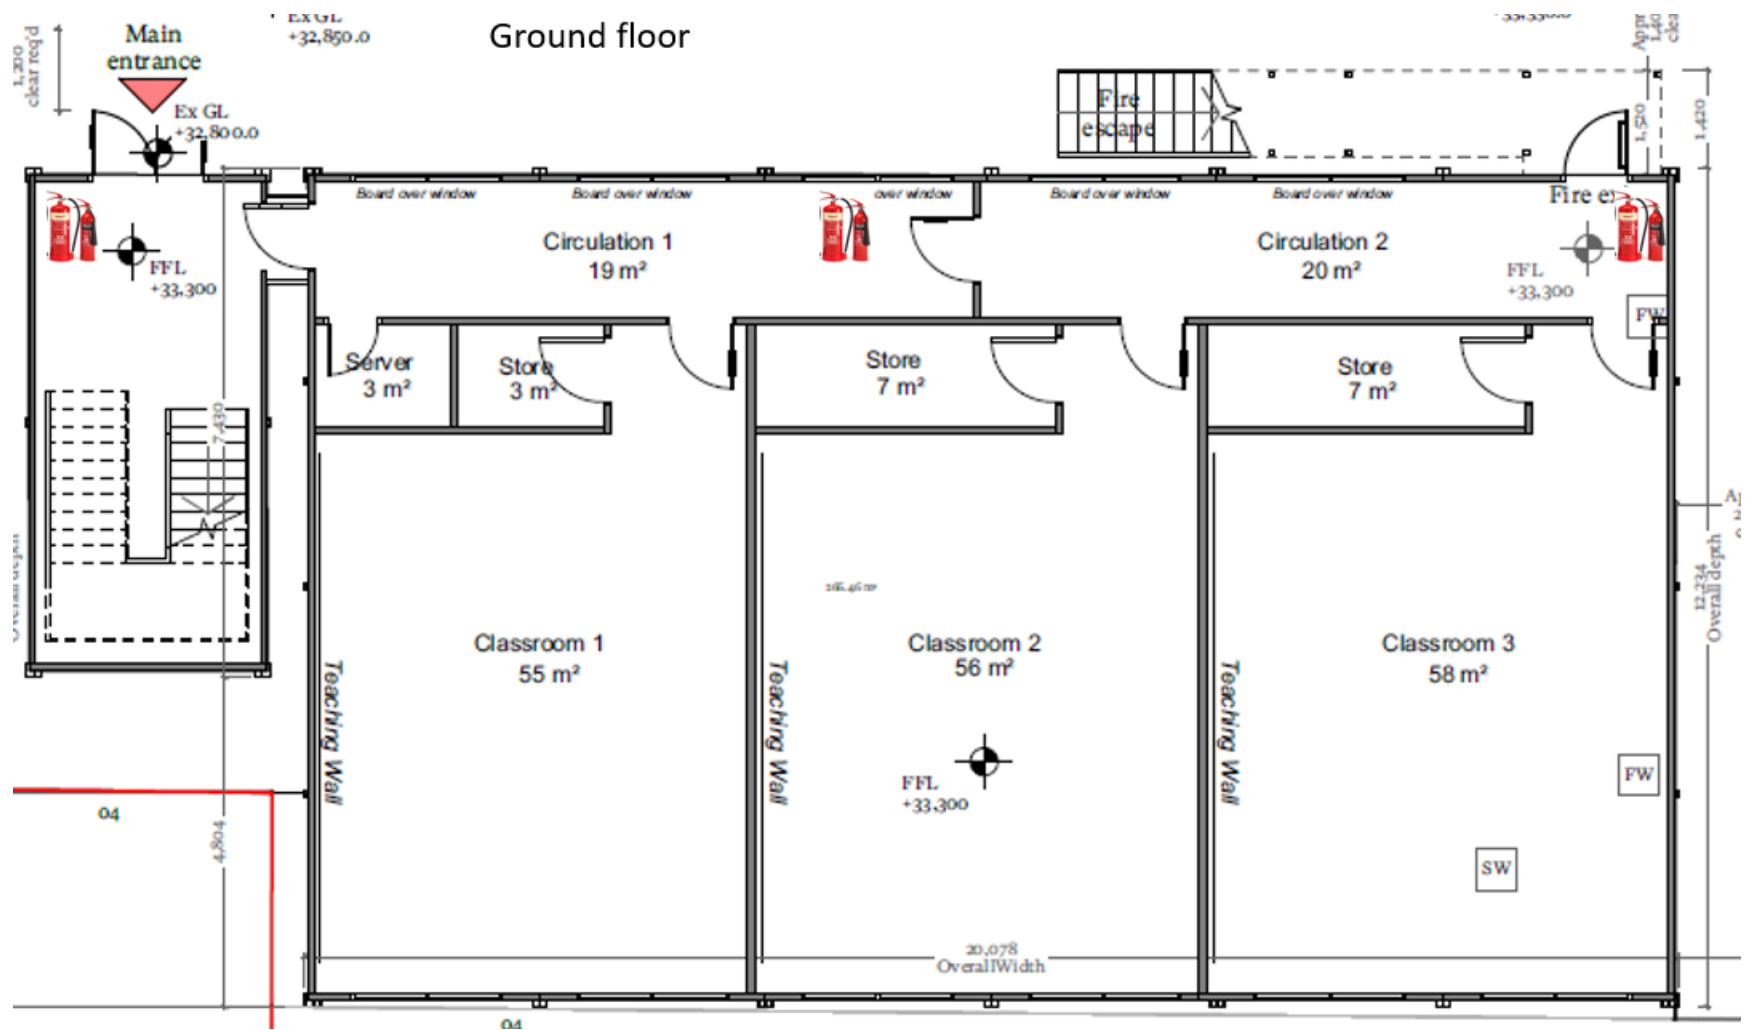 Ground floor
Ex GL
+32,850.0
Main
entrance
1,200
clear req'd
Ex GL
+32,800.0
Fire
escape
1,520
1,420
Board over window
Board over window
over window
Board over window
Board over window
Fire ex
Circulation 1
19 m²
Circulation 2
20 m²
FFL
+33,300
FFL
+33,300
FW
Server
3 m²
Store
3 m²
Store
7 m²
Store
7 m²
7,430
Overall depth
12,234
Overall depth
Classroom 1
55 m²
Classroom 2
56 m²
Classroom 3
58 m²
Teaching Wall
Teaching Wall
Teaching Wall
FFL
+33,300
FW
SW
04
4,804
20,078
Overall Width
04